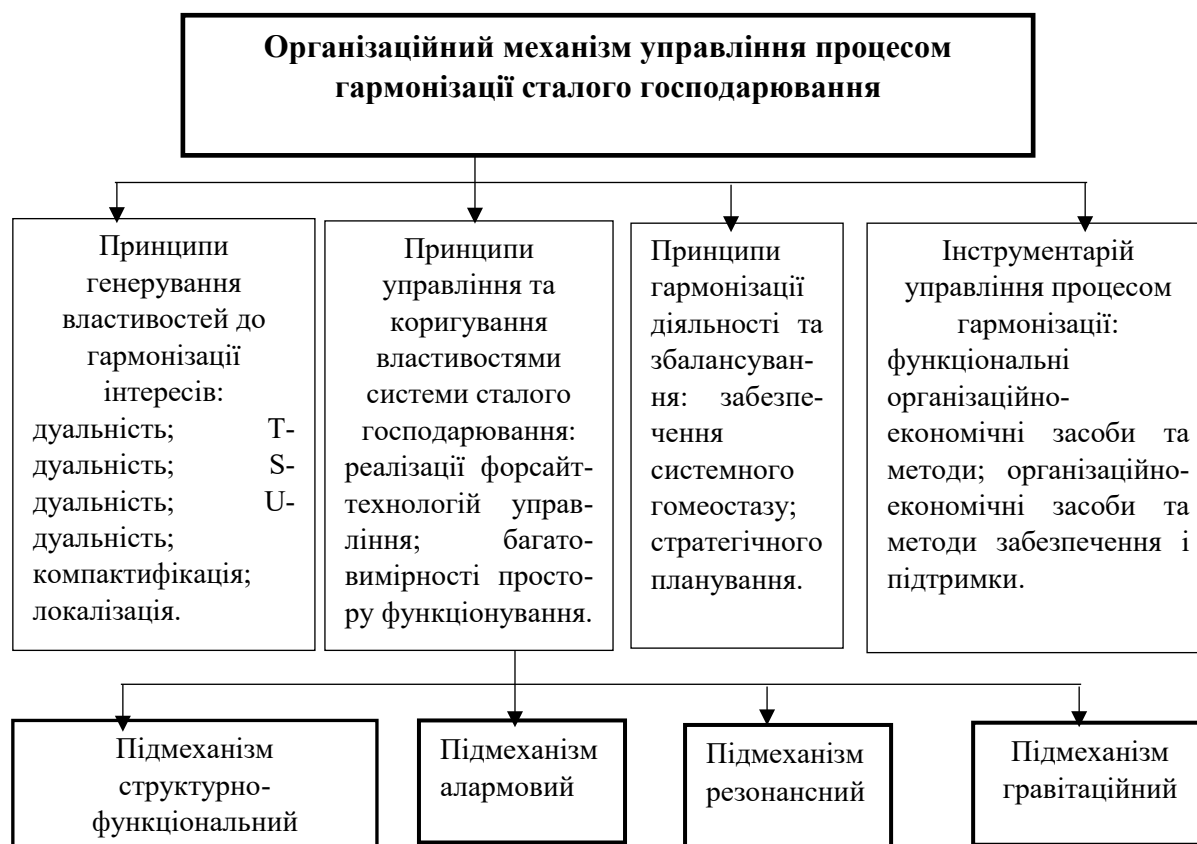 Організаційний механізм управління процесом
гармонізації сталого господарювання
Принципи
генерування
властивостей до
гармонізації
інтересів:
дуальність; Т-
дуальність; S-
дуальність; U-
дуальність;
компактифікація;
локалізація.
Принципи
управління та
коригування
властивостями
системи сталого
господарювання:
реалізації форсайт-
технологій управ-
ління; багато-
вимірності просто-
ру функціонування.
Принципи
гармонізації
діяльності та
збалансуван-
ня: забезпе-
чення
системного
гомеостазу;
стратегічного
планування.
Інструментарій
управління процесом
гармонізації:
функціональні
організаційно-
економічні засоби та
методи; організаційно-
економічні засоби та
методи забезпечення і
підтримки.
Підмеханізм
структурно-
функціональний
Підмеханізм
алармовий
Підмеханізм
резонансний
Підмеханізм
гравітаційний